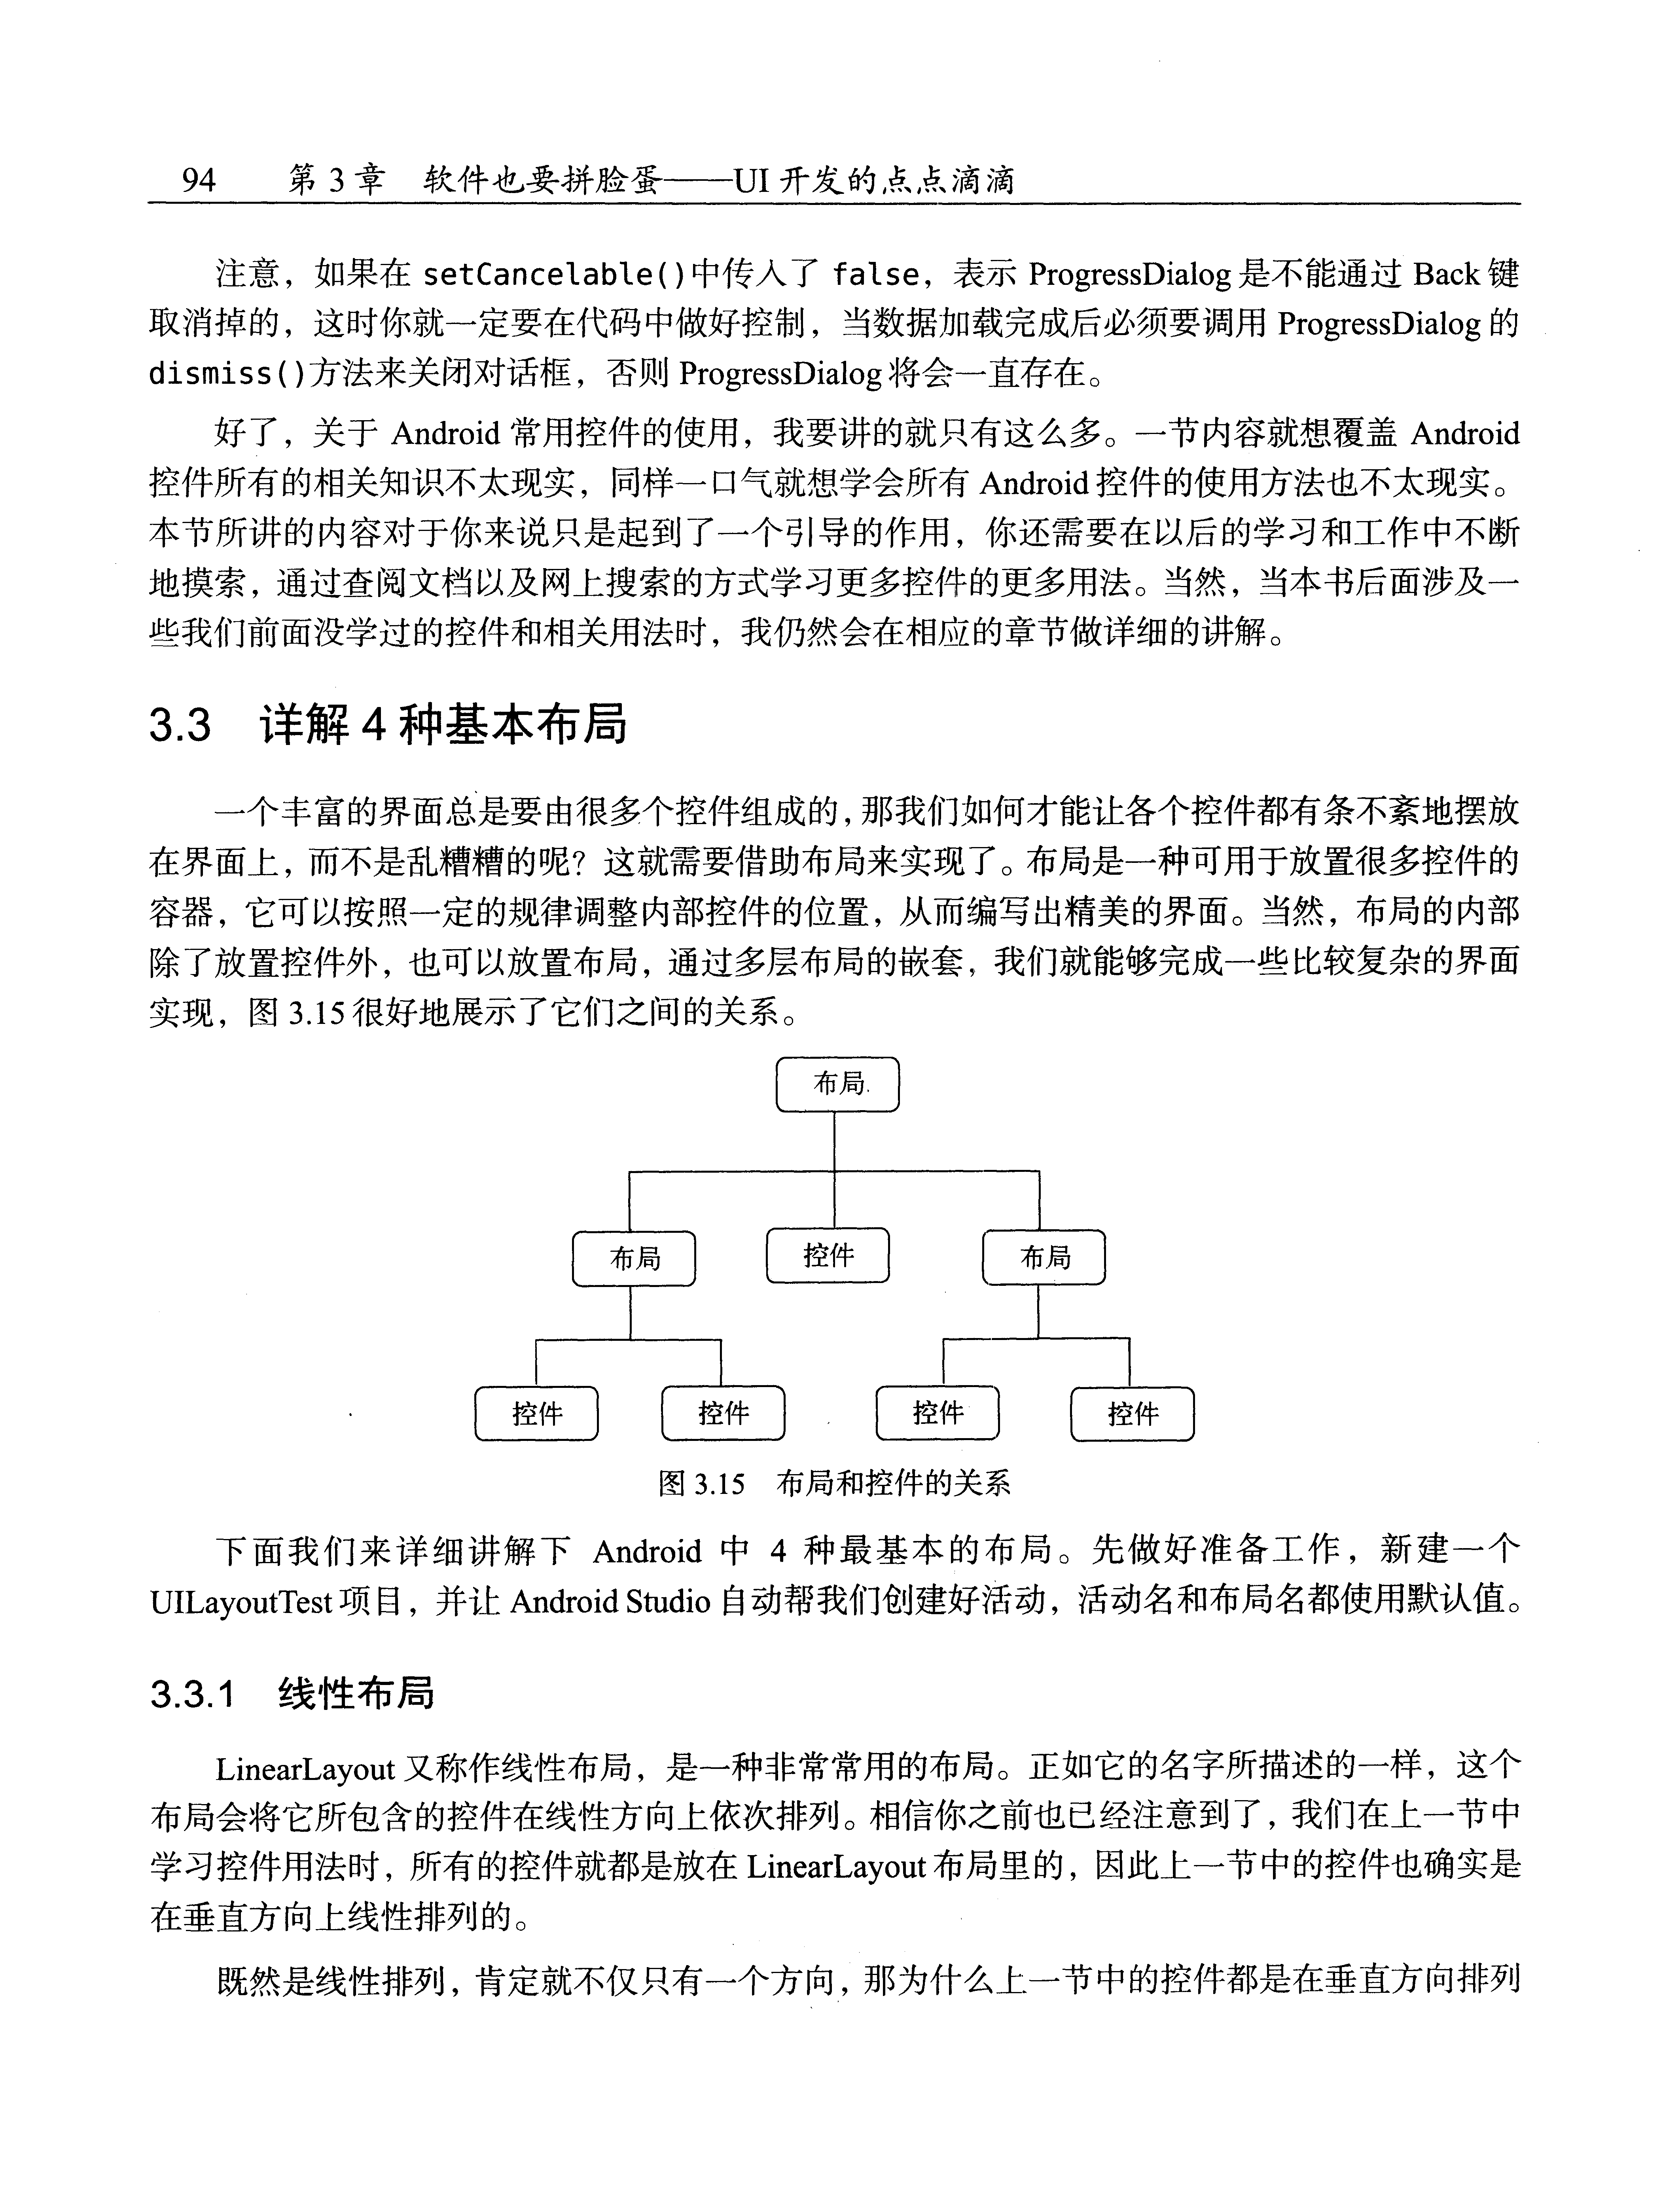 94 第 3 章 软件也要拼脸蛋——UI 开发的点点滴滴
注意，如果在 setCancelable()中传入了 false，表示 ProgressDialog 是不能通过 Back 键
取消掉的，这时你就一定要在代码中做好控制，当数据加载完成后必须要调用 ProgressDialog 的
dismiss()方法来关闭对话框，否则 ProgressDialog 将会一直存在。
好了，关于 Android 常用控件的使用，我要讲的就只有这么多。一节内容就想覆盖 Android
控件所有的相关知识不太现实，同样一口气就想学会所有 Android 控件的使用方法也不太现实。
本节所讲的内容对于你来说只是起到了一个引导的作用，你还需要在以后的学习和工作中不断
地摸索，通过查阅文档以及网上搜索的方式学习更多控件的更多用法。当然，当本书后面涉及一
些我们前面没学过的控件和相关用法时，我仍然会在相应的章节做详细的讲解。
3.3 详解 4 种基本布局
一个丰富的界面总是要由很多个控件组成的，那我们如何才能让各个控件都有条不紊地摆放
在界面上，而不是乱糟糟的呢？这就需要借助布局来实现了。布局是一种可用于放置很多控件的
容器，它可以按照一定的规律调整内部控件的位置，从而编写出精美的界面。当然，布局的内部
除了放置控件外，也可以放置布局，通过多层布局的嵌套，我们就能够完成一些比较复杂的界面
实现，图 3.15 很好地展示了它们之间的关系。
布局
布局 控件 布局
控件 控件 控件 控件
图 3.15 布局和控件的关系
下面我们来详细讲解下 Android 中 4 种最基本的布局。先做好准备工作，新建一个
UILayoutTest 项目，并让 Android Studio 自动帮我们创建好活动，活动名和布局名都使用默认值。
3.3.1 线性布局
LinearLayout 又称作线性布局，是一种非常常用的布局。正如它的名字所描述的一样，这个
布局会将它所包含的控件在线性方向上依次排列。相信你之前也已经注意到了，我们在上一节中
学习控件用法时，所有的控件就都是放在 LinearLayout 布局里的，因此上一节中的控件也确实是
在垂直方向上线性排列的。
既然是线性排列，肯定就不仅只有一个方向，那为什么上一节中的控件都是在垂直方向排列